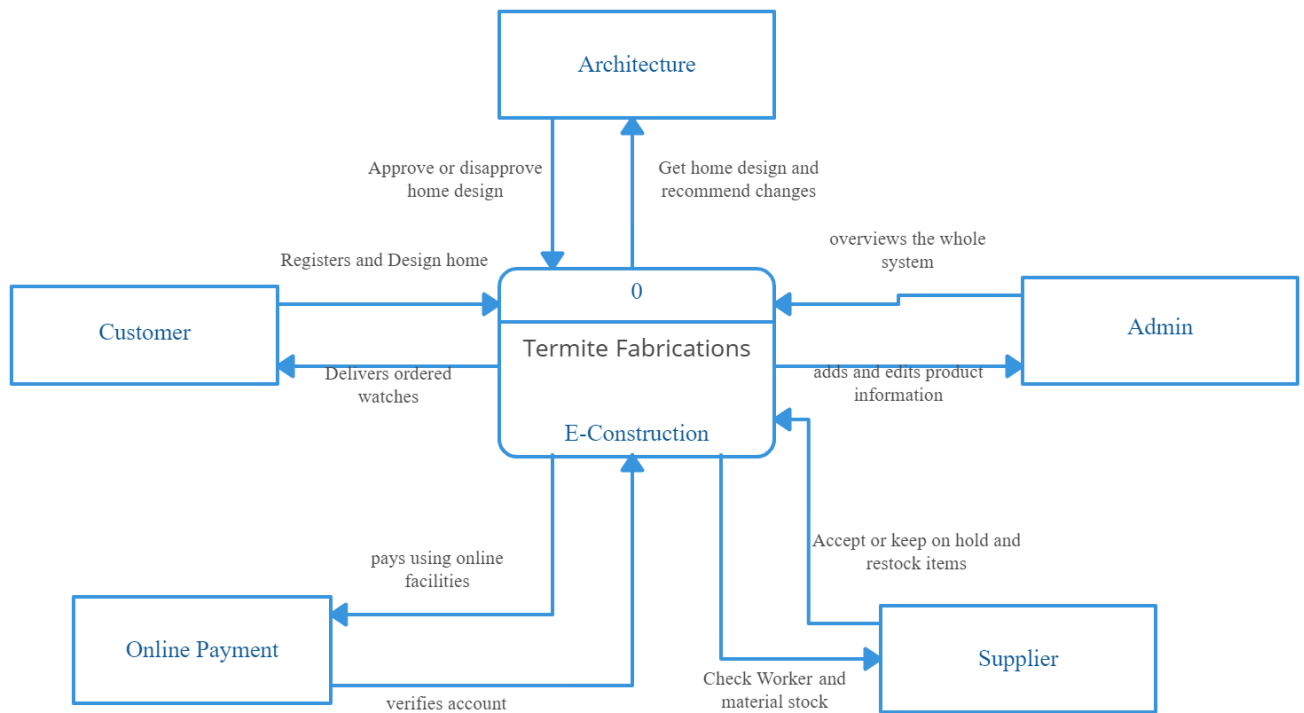 Architecture
Approve or disapprove
home design
Get home design and
recommend changes
Registers and Design home
overviews the whole
system
0
Customer
Admin
Termite Fabrications
Delivers ordered
watches
adds and edits product
information
E-Construction
pays using online
facilities
Accept or keep on hold and
restock items
Online Payment
Supplier
verifies account
Check Worker and
material stock